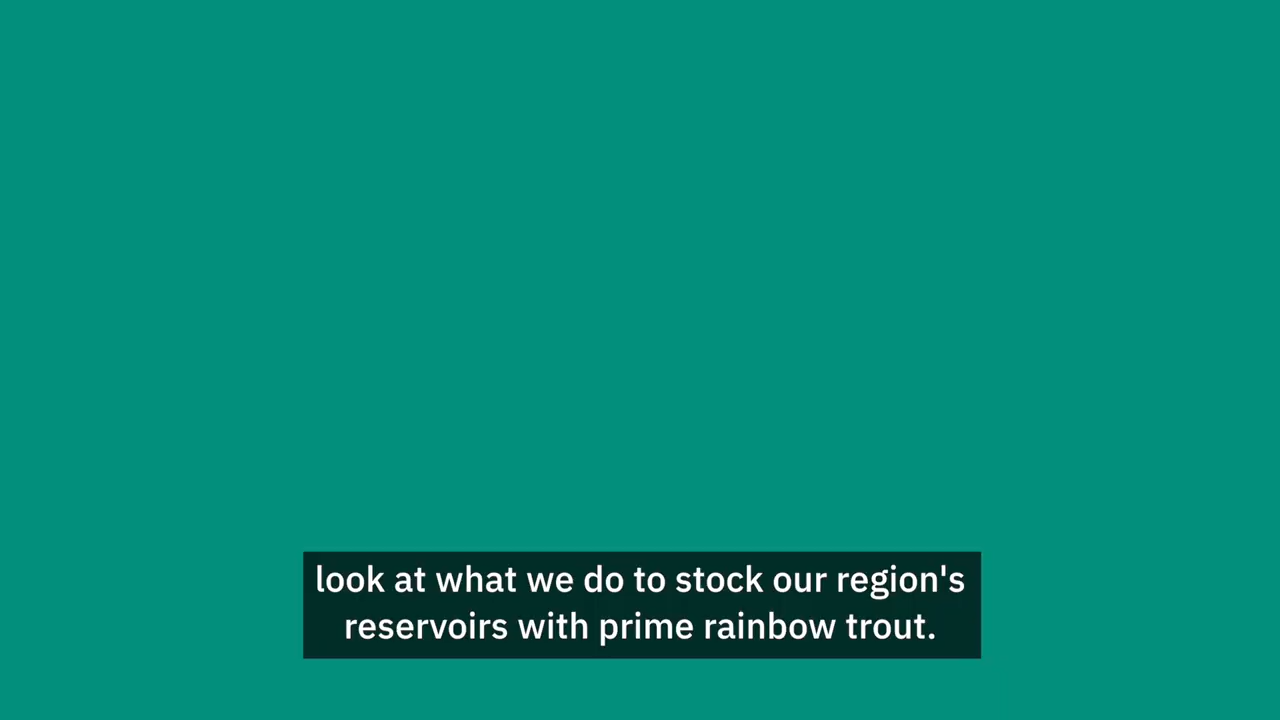 look at what we do to stock our region's
reservoirs with prime rainbow trout.